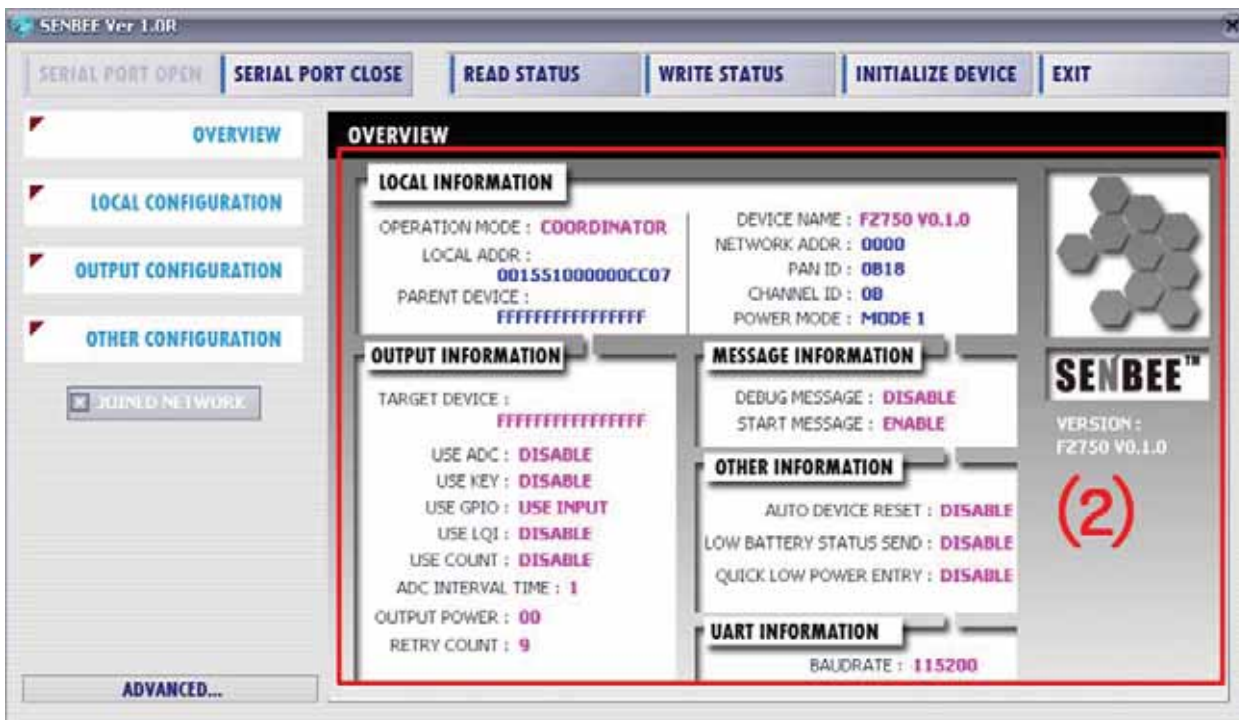 SENBEE Ver 1.0R
SERIAL PORT OPEN
SERIAL PORT CLOSE
READ STATUS
WRITE STATUS
INITIALIZE DEVICE
EXIT
OVERVIEW
LOCAL CONFIGURATION
OUTPUT CONFIGURATION
OTHER CONFIGURATION
JOINED NETWORK
ADVANCED...
OVERVIEW
LOCAL INFORMATION
OPERATION MODE : COORDINATOR
LOCAL ADDR :
001551000000CC07
PARENT DEVICE :
FFFFFFFFFFFFFFFF
DEVICE NAME : FZ750 V0.1.0
NETWORK ADDR : 0000
PAN ID : 0B18
CHANNEL ID : 0B
POWER MODE : MODE 1
OUTPUT INFORMATION
TARGET DEVICE :
FFFFFFFFFFFFFFFF
USE ADC : DISABLE
USE KEY : DISABLE
USE GPIO : USE INPUT
USE LQI : DISABLE
USE COUNT : DISABLE
ADC INTERVAL TIME : 1
OUTPUT POWER : 00
RETRY COUNT : 9
MESSAGE INFORMATION
DEBUG MESSAGE : DISABLE
START MESSAGE : ENABLE
OTHER INFORMATION
AUTO DEVICE RESET : DISABLE
LOW BATTERY STATUS SEND : DISABLE
QUICK LOW POWER ENTRY : DISABLE
UART INFORMATION
BAUDRATE : 115200
SENBEE™
VERSION :
FZ750 V0.1.0
(2)